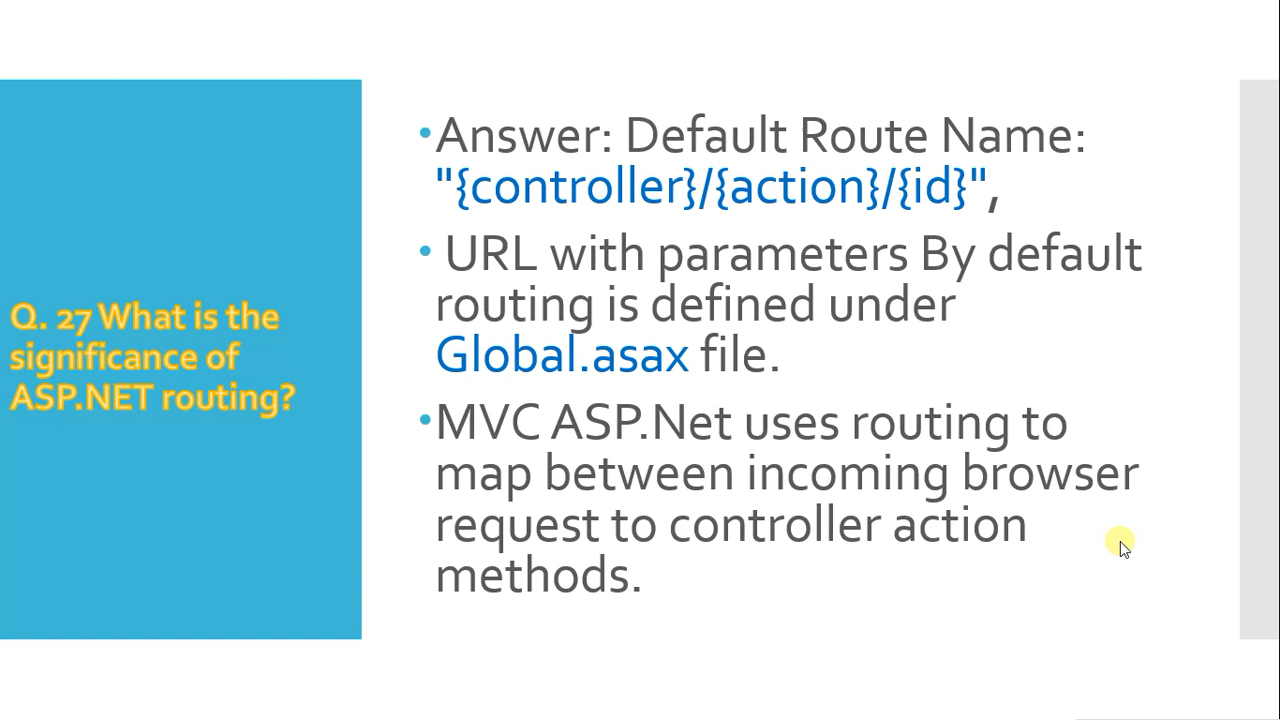 Q. 27 What is the
significance of
ASP.NET routing?
•Answer: Default Route Name:
"{controller}/{action}/{id}",
• URL with parameters By default
routing is defined under
Global.asax file.
•MVC ASP.Net uses routing to
map between incoming browser
request to controller action
methods.